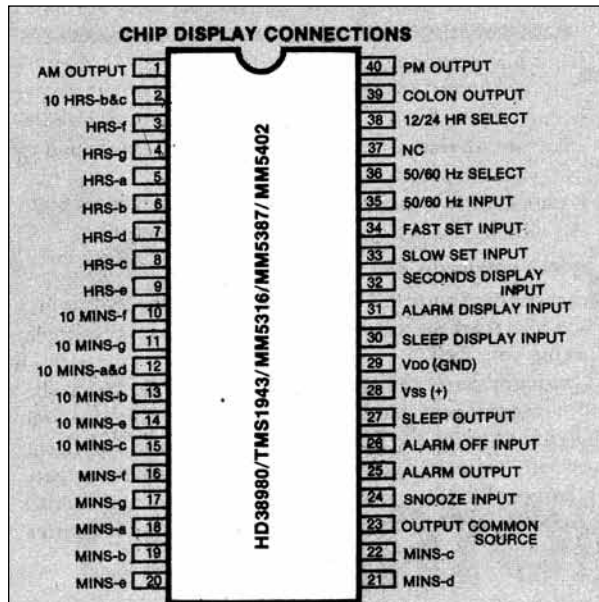 CHIP DISPLAY CONNECTIONS
AM OUTPUT 1
10 HRS-b&c 2
HRS-f 3
HRS-g 4
HRS-a 5
HRS-b 6
HRS-d 7
HRS-c 8
HRS-e 9
10 MINS-f 10
10 MINS-g 11
10 MINS-a&d 12
10 MINS-b 13
10 MINS-e 14
10 MINS-c 15
MINS-f 16
MINS-g 17
MINS-a 18
MINS-b 19
MINS-e 20
HD38980/TMS1943/MM5316/MM5387/MM5402
40 PM OUTPUT
39 COLON OUTPUT
38 12/24 HR SELECT
37 NC
36 50/60 Hz SELECT
35 50/60 Hz INPUT
34 FAST SET INPUT
33 SLOW SET INPUT
32 SECONDS DISPLAY
INPUT
31 ALARM DISPLAY INPUT
30 SLEEP DISPLAY INPUT
29 VDD (GND)
28 VSS (+)
27 SLEEP OUTPUT
26 ALARM OFF INPUT
25 ALARM OUTPUT
24 SNOOZE INPUT
23 OUTPUT COMMON
SOURCE
22 MINS-c
21 MINS-d